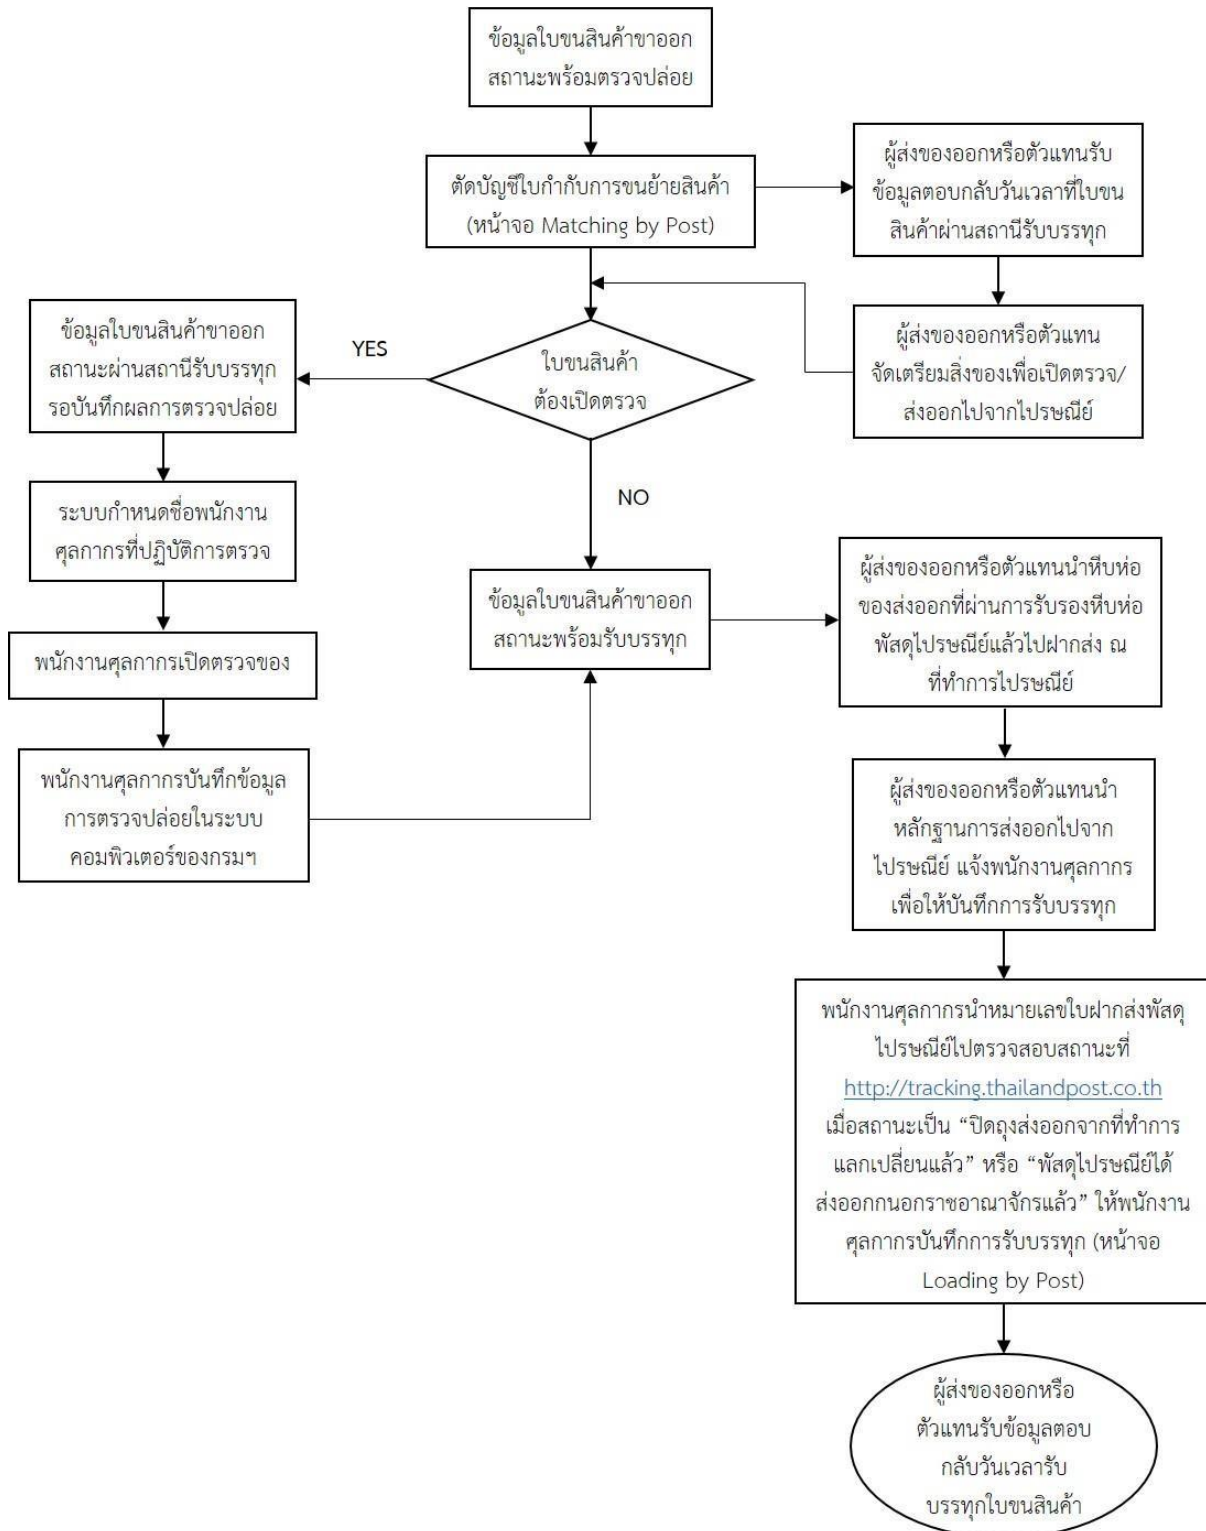 ข้อมูลใบขนสินค้าขาออก
สถานะพร้อมตรวจปล่อย
ตัดบัญชีใบกำกับการขนย้ายสินค้า
(หน้าจอ Matching by Post)
ผู้ส่งของออกหรือตัวแทนรับ
ข้อมูลตอบกลับวันเวลาที่ใบขน
สินค้าผ่านสถานีรับบรรทุก
ผู้ส่งของออกหรือตัวแทน
จัดเตรียมสิ่งของเพื่อเปิดตรวจ/
ส่งออกไปจากไปรษณีย์
ใบขนสินค้า
ต้องเปิดตรวจ
YES
ข้อมูลใบขนสินค้าขาออก
สถานะผ่านสถานีรับบรรทุก
รอบันทึกผลการตรวจปล่อย
ระบบกำหนดชื่อพนักงาน
ศุลกากรที่ปฏิบัติการตรวจ
พนักงานศุลกากรเปิดตรวจของ
พนักงานศุลกากรบันทึกข้อมูล
การตรวจปล่อยในระบบ
คอมพิวเตอร์ของกรมฯ
NO
ข้อมูลใบขนสินค้าขาออก
สถานะพร้อมรับบรรทุก
ผู้ส่งของออกหรือตัวแทนนำหีบห่อ
ของส่งออกที่ผ่านการรับรองหีบห่อ
พัสดุไปรษณีย์แล้วไปฝากส่ง ณ
ที่ทำการไปรษณีย์
ผู้ส่งของออกหรือตัวแทนนำ
หลักฐานการส่งออกไปจาก
ไปรษณีย์ แจ้งพนักงานศุลกากร
เพื่อให้บันทึกการรับบรรทุก
พนักงานศุลกากรนำหมายเลขใบฝากส่งพัสดุ
ไปรษณีย์ไปตรวจสอบสถานะที่
http://tracking.thailandpost.co.th
เมื่อสถานะเป็น “ปิดถุงส่งออกจากที่ทำการ
แลกเปลี่ยนแล้ว” หรือ “พัสดุไปรษณีย์ได้
ส่งออกกนอกราชอาณาจักรแล้ว” ให้พนักงาน
ศุลกากรบันทึกการรับบรรทุก (หน้าจอ
Loading by Post)
ผู้ส่งของออกหรือ
ตัวแทนรับข้อมูลตอบ
กลับวันเวลารับ
บรรทุกใบขนสินค้า